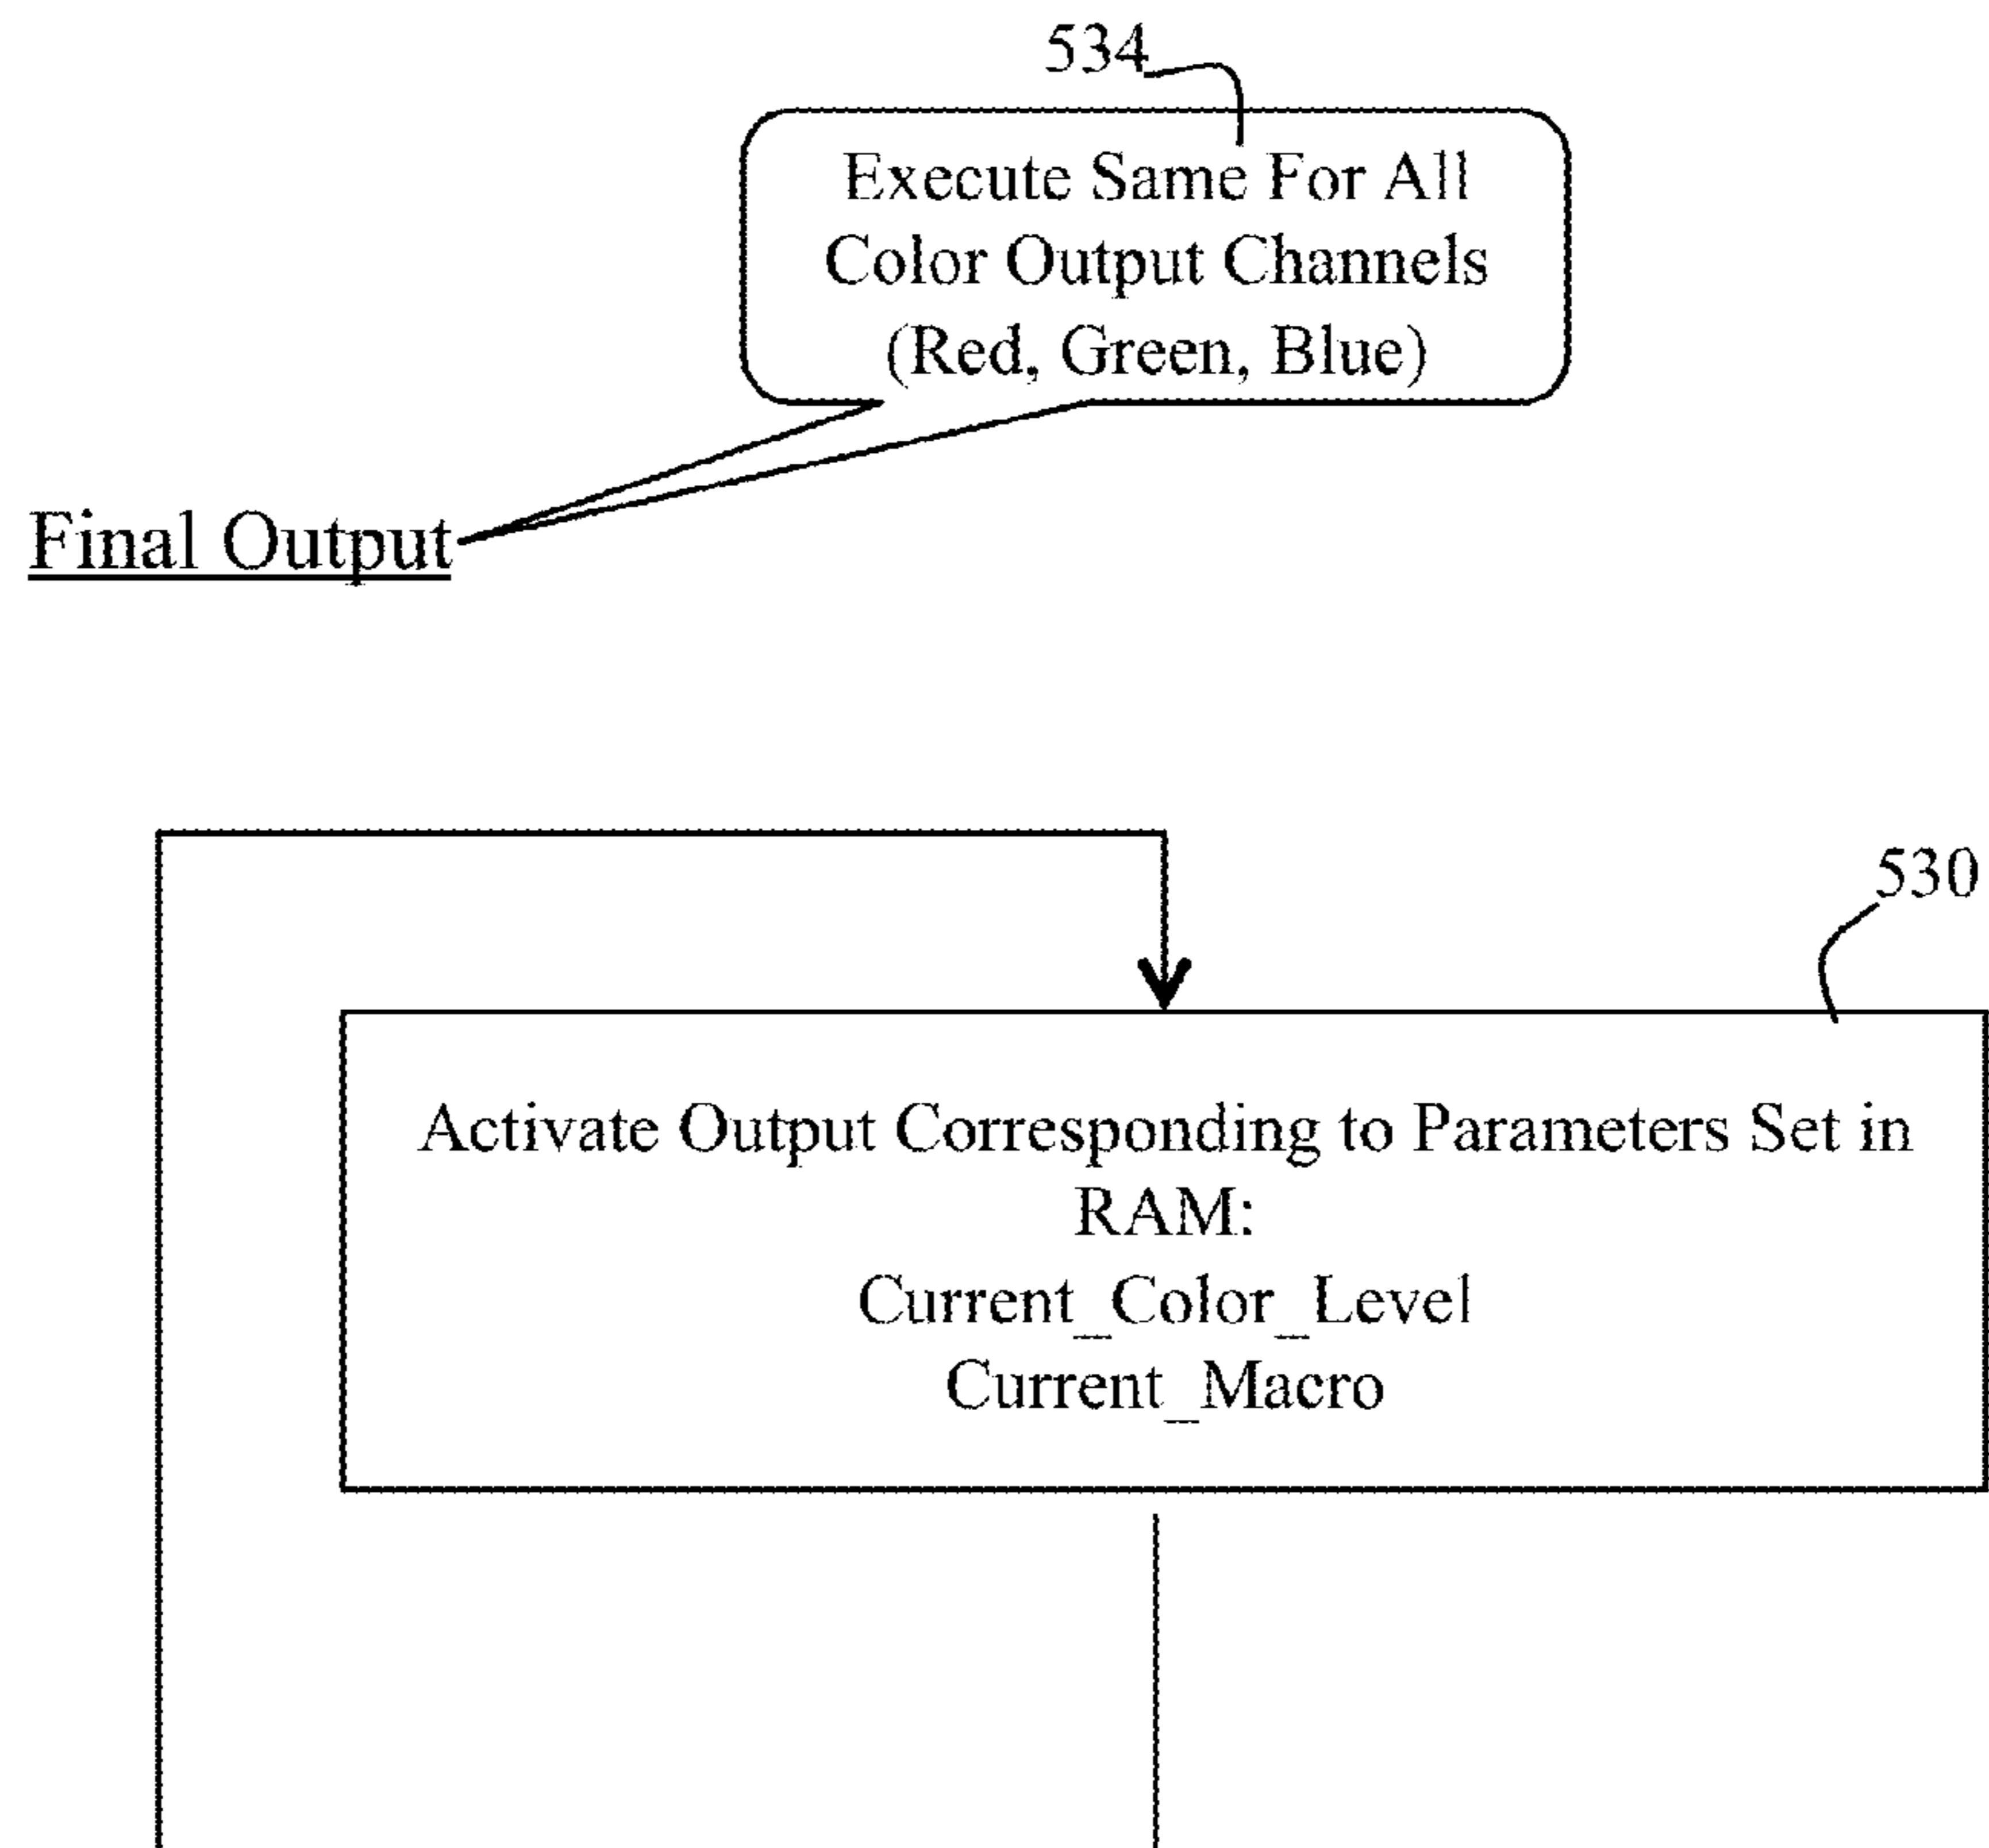 534
Execute Same For All
Color Output Channels
(Red, Green, Blue)
Final Output
530
Activate Output Corresponding to Parameters Set in
RAM:
Current_Color_Level
Current_Macro